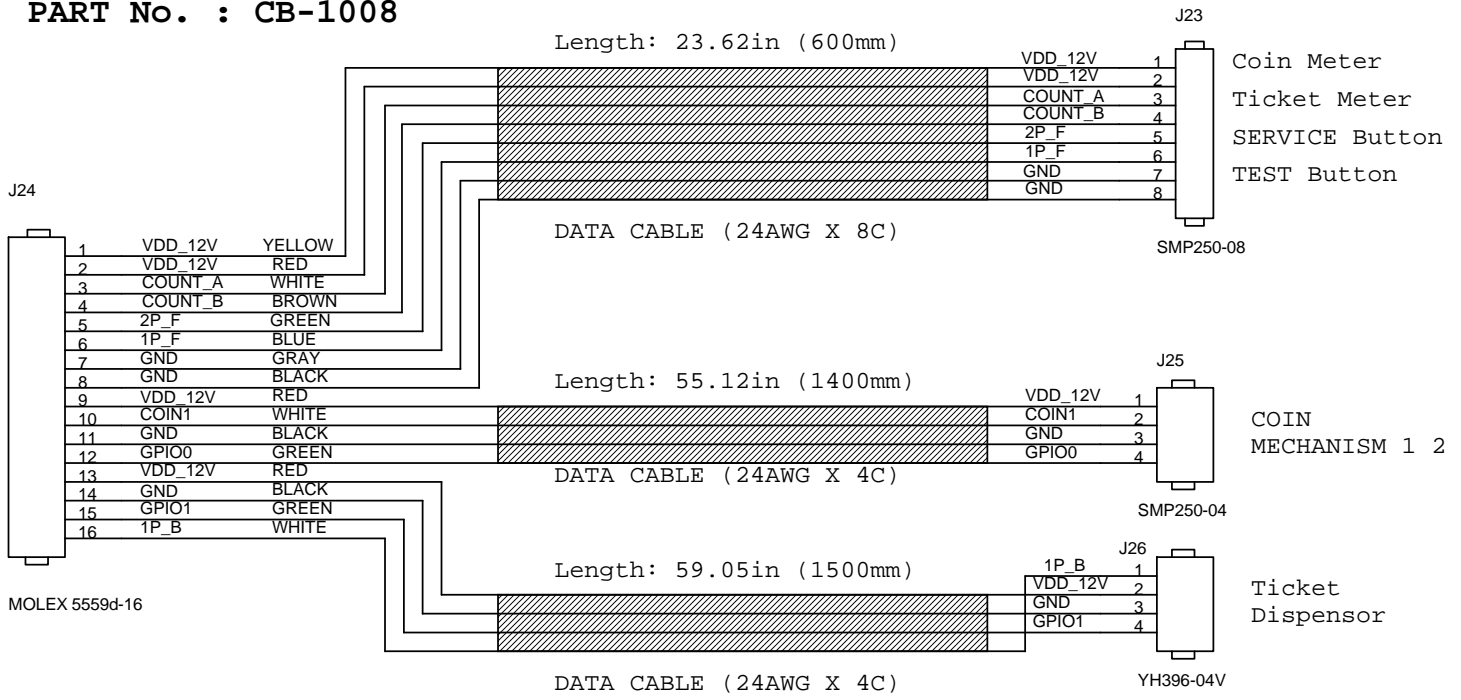 PART No. : CB-1008
J23
Length: 23.62in (600mm)
VDD_12V 1 Coin Meter
VDD_12V 2
COUNT_A 3 Ticket Meter
COUNT_B 4
2P_F 5 SERVICE Button
1P_F 6
GND 7 TEST Button
GND 8
DATA CABLE (24AWG X 8C)
SMP250-08
J24
1 VDD_12V YELLOW
2 VDD_12V RED
3 COUNT_A WHITE
4 COUNT_B BROWN
5 2P_F GREEN
6 1P_F BLUE
7 GND GRAY
8 GND BLACK
9 VDD_12V RED
10 COIN1 WHITE
11 GND BLACK
12 GPIO0 GREEN
13 VDD_12V RED
14 GND BLACK
15 GPIO1 GREEN
16 1P_B WHITE
MOLEX 5559d-16
J25
Length: 55.12in (1400mm)
VDD_12V 1
COIN1 2 COIN
GND 3 MECHANISM 1 2
GPIO0 4
DATA CABLE (24AWG X 4C)
SMP250-04
J26
Length: 59.05in (1500mm)
1P_B 1
VDD_12V 2 Ticket
GND 3 Dispensor
GPIO1 4
DATA CABLE (24AWG X 4C)
YH396-04V